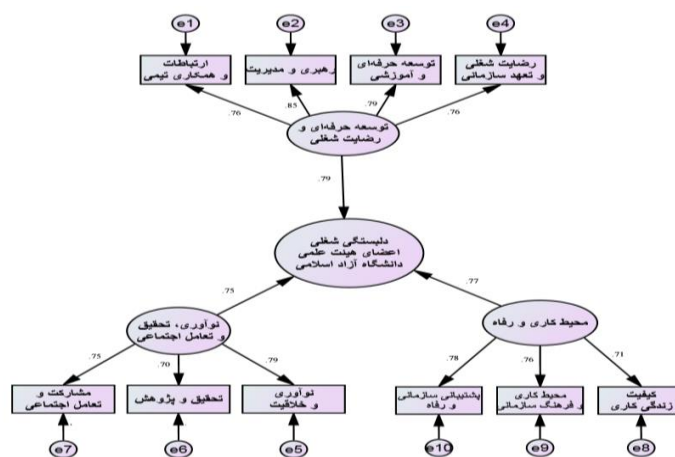 e1
e2
e3
e4
ارتباطات
و همکاری تیمی
رهبری و مدیریت
توسعه حرفه‌ای
و آموزشی
رضایت شغلی
و تعهد سازمانی
.76
.85
.79
.76
توسعه حرفه‌ای و
رضایت شغلی
.79
دلبستگی شغلی
اعضای هیئت علمی
دانشگاه آزاد اسلامی
.75
.77
نوآوری، تحقیق
و تعامل اجتماعی
محیط کاری و رفاه
.75
.70
.79
.78
.76
.71
مشارکت و
تعامل اجتماعی
تحقیق و پژوهش
نوآوری
و خلاقیت
پشتیبانی سازمانی
و رفاه
محیط کاری
و فرهنگ سازمانی
کیفیت
زندگی کاری
e7
e6
e5
e10
e9
e8